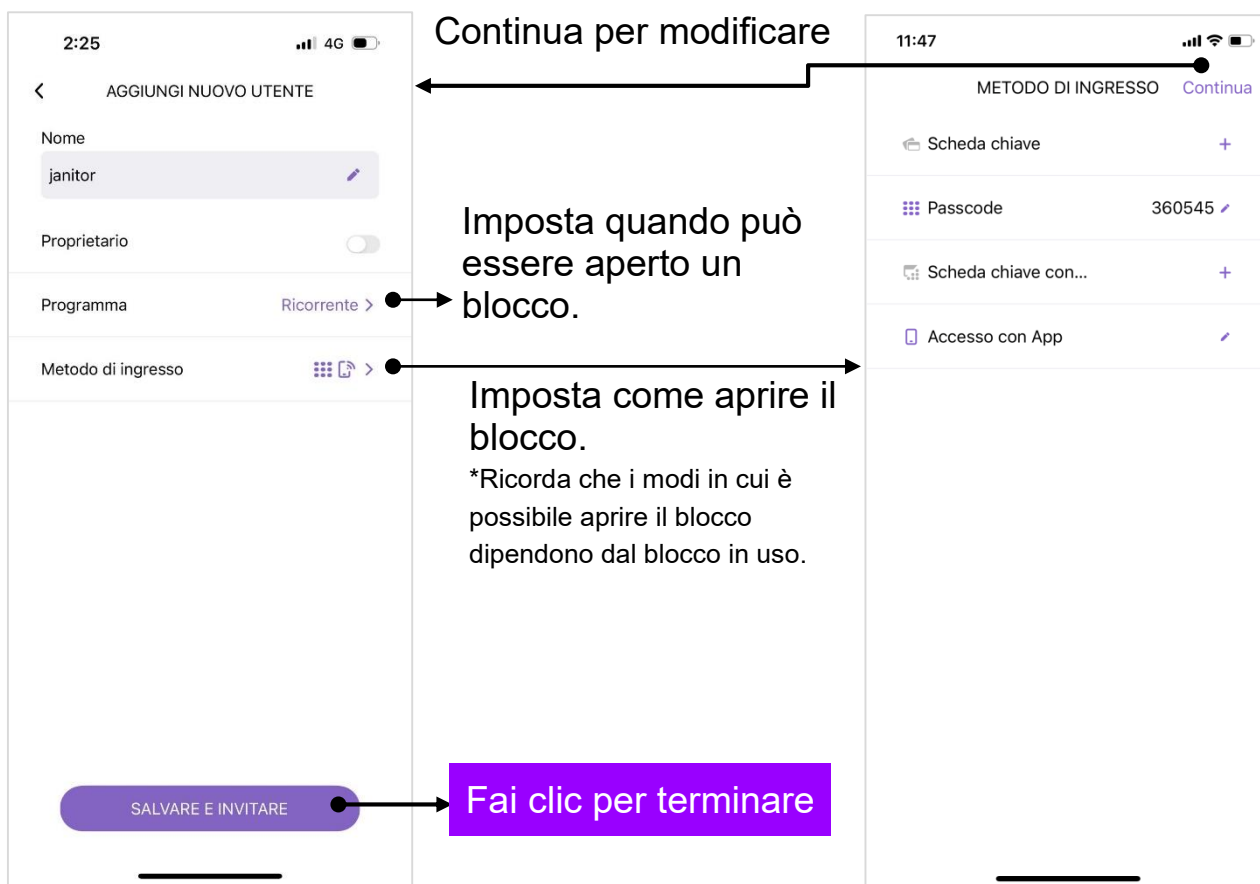 2:25
4G
AGGIUNGI NUOVO UTENTE
Nome
janitor
Proprietario
Programma
Ricorrente
Metodo di ingresso
SALVARE E INVITARE
Continua per modificare
Imposta quando può
essere aperto un
blocco.
Imposta come aprire il
blocco.
*Ricorda che i modi in cui è
possibile aprire il blocco
dipendono dal blocco in uso.
Fai clic per terminare
11:47
METODO DI INGRESSO Continua
Scheda chiave +
Passcode 360545
Scheda chiave con... +
Accesso con App